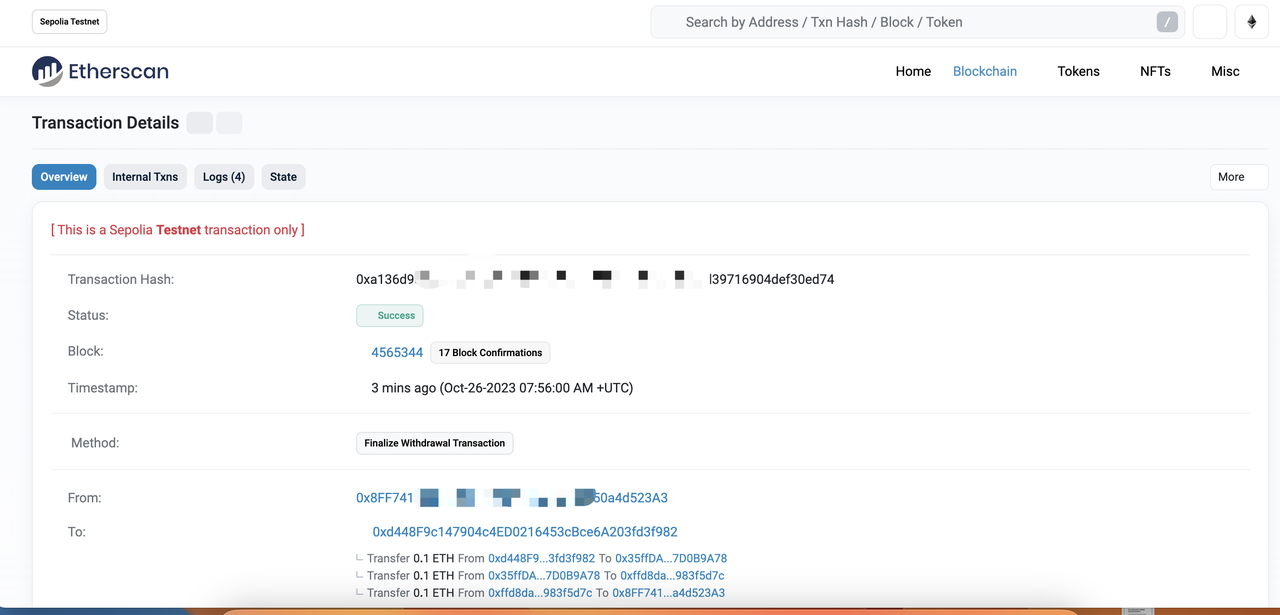 Sepolia Testnet
Search by Address / Txn Hash / Block / Token /
Etherscan
Home Blockchain Tokens NFTs Misc
Transaction Details
Overview Internal Txns Logs (4) State More
[ This is a Sepolia Testnet transaction only ]
Transaction Hash: 0xa136d9 39716904def30ed74
Status: Success
Block: 4565344 17 Block Confirmations
Timestamp: 3 mins ago (Oct-26-2023 07:56:00 AM +UTC)
Method: Finalize Withdrawal Transaction
From: 0x8FF741 50a4d523A3
To: 0xd448F9c147904c4ED0216453cBce6A203fd3f982
Transfer 0.1 ETH From 0xd448F9...3fd3f982 To 0x35ffDA...7D0B9A78
Transfer 0.1 ETH From 0x35ffDA...7D0B9A78 To 0xffd8da...983f5d7c
Transfer 0.1 ETH From 0xffd8da...983f5d7c To 0x8FF741...a4d523A3